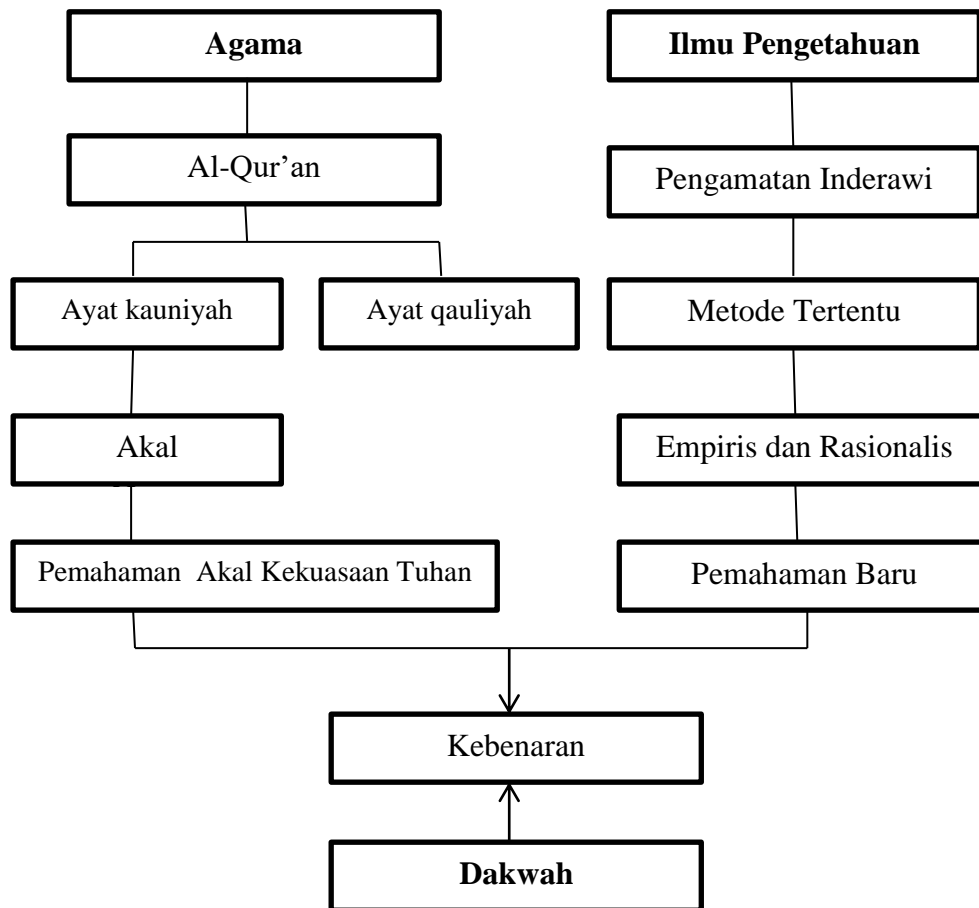 Agama
Ilmu Pengetahuan
Al-Qur’an
Pengamatan Inderawi
Ayat kauniyah
Ayat qauliyah
Metode Tertentu
Akal
Empiris dan Rasionalis
Pemahaman Akal Kekuasaan Tuhan
Pemahaman Baru
Kebenaran
Dakwah